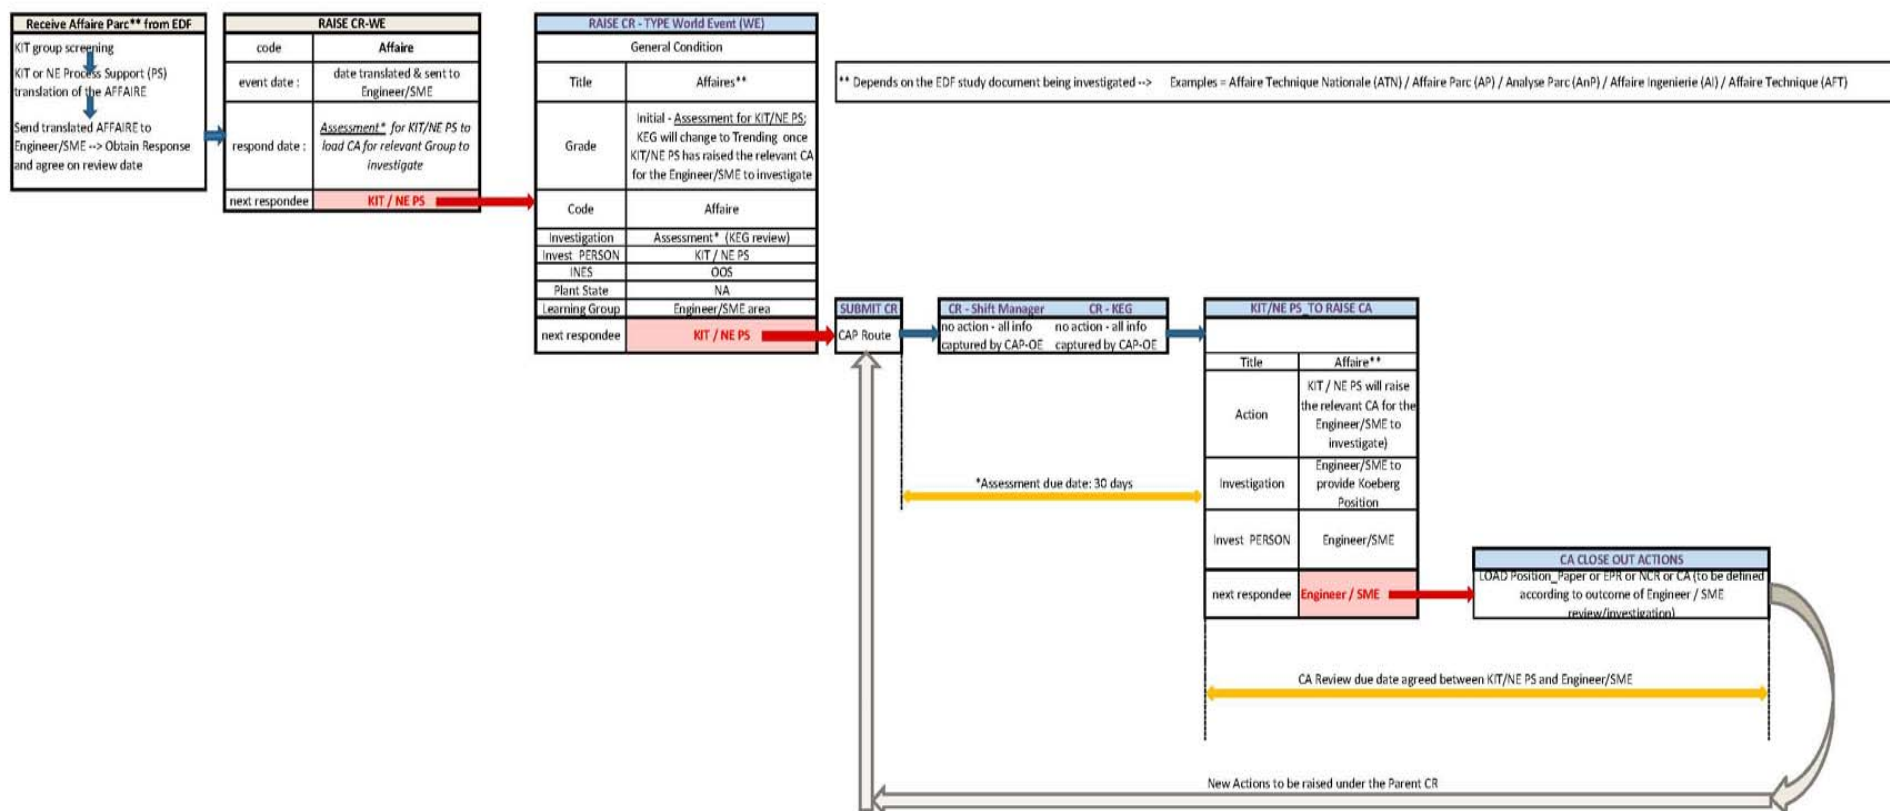 Receive Affaire Parc** from EDF
KIT group screening
KIT or NE Process Support (PS)
translation of the AFFAIRE
Send translated AFFAIRE to
Engineer/SME --> Obtain Response
and agree on review date
RAISE CR-WE
code
Affaire
event date :
date translated & sent to
Engineer/SME
respond date :
Assessment* for KIT/NE PS to
load CA for relevant Group to
investigate
next respondee
KIT / NE PS
RAISE CR - TYPE World Event (WE)
General Condition
Title
Affaires**
Grade
Initial - Assessment for KIT/NE PS;
KEG will change to Trending once
KIT/NE PS has raised the relevant CA
for the Engineer/SME to investigate
Code
Affaire
Investigation
Assessment* (KEG review)
Invest PERSON
KIT / NE PS
INES
OOS
Plant State
NA
Learning Group
Engineer/SME area
next respondee
KIT / NE PS
** Depends on the EDF study document being investigated --> Examples = Affaire Technique Nationale (ATN) / Affaire Parc (AP) / Analyse Parc (AnP) / Affaire Ingenierie (AI) / Affaire Technique (AFT)
SUBMIT CR
CAP Route
CR - Shift Manager
CR - KEG
no action - all info
captured by CAP-OE
no action - all info
captured by CAP-OE
KIT/NE PS_TO RAISE CA
Title
Affaire**
Action
KIT / NE PS will raise
the relevant CA for the
Engineer/SME to
investigate)
Investigation
Engineer/SME to
provide Koeberg
Position
Invest PERSON
Engineer/SME
next respondee
Engineer / SME
*Assessment due date: 30 days
CA CLOSE OUT ACTIONS
LOAD Position_Paper or EPR or NCR or CA (to be defined
according to outcome of Engineer / SME
review/investigation)
CA Review due date agreed between KIT/NE PS and Engineer/SME
New Actions to be raised under the Parent CR